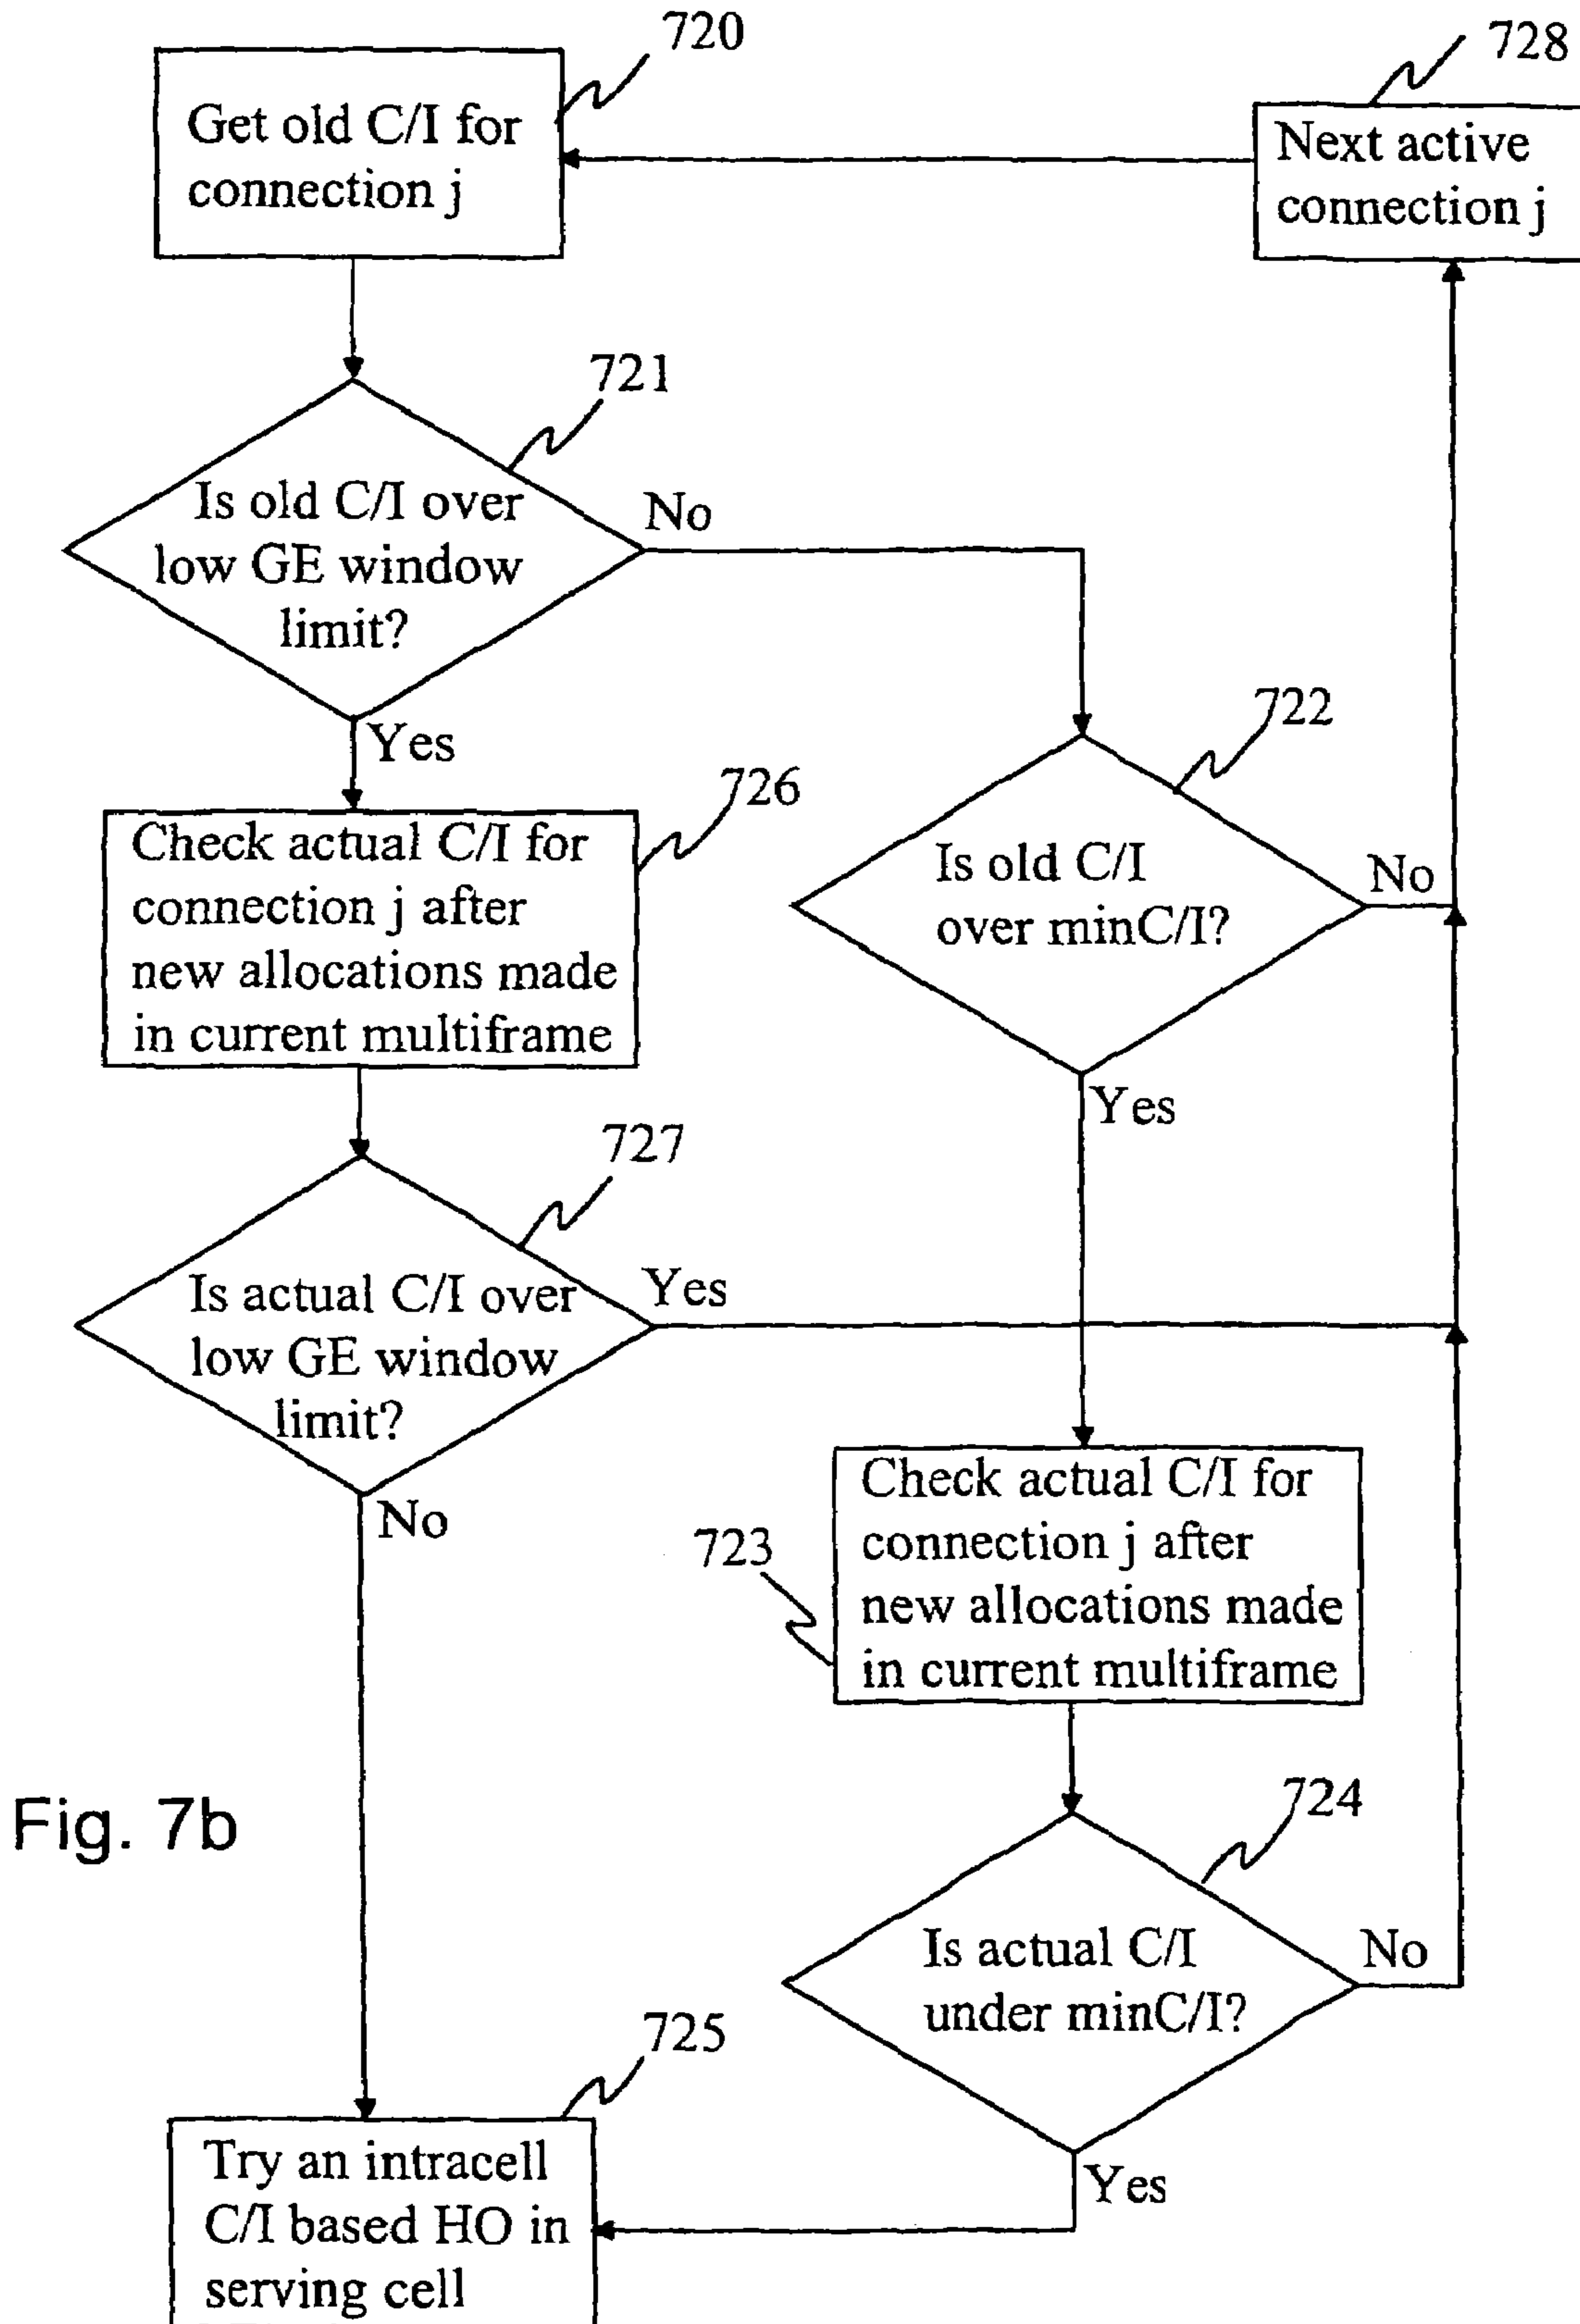 720
Get old C/I for
connection j
728
Next active
connection j
721
Is old C/I over
low GE window
limit?
No
Yes
722
Is old C/I
over minC/I?
No
Yes
726
Check actual C/I for
connection j after
new allocations made
in current multiframe
727
Is actual C/I over
low GE window
limit?
Yes
No
723
Check actual C/I for
connection j after
new allocations made
in current multiframe
724
Is actual C/I
under minC/I?
No
Yes
Fig. 7b
725
Try an intracell
C/I based HO in
serving cell